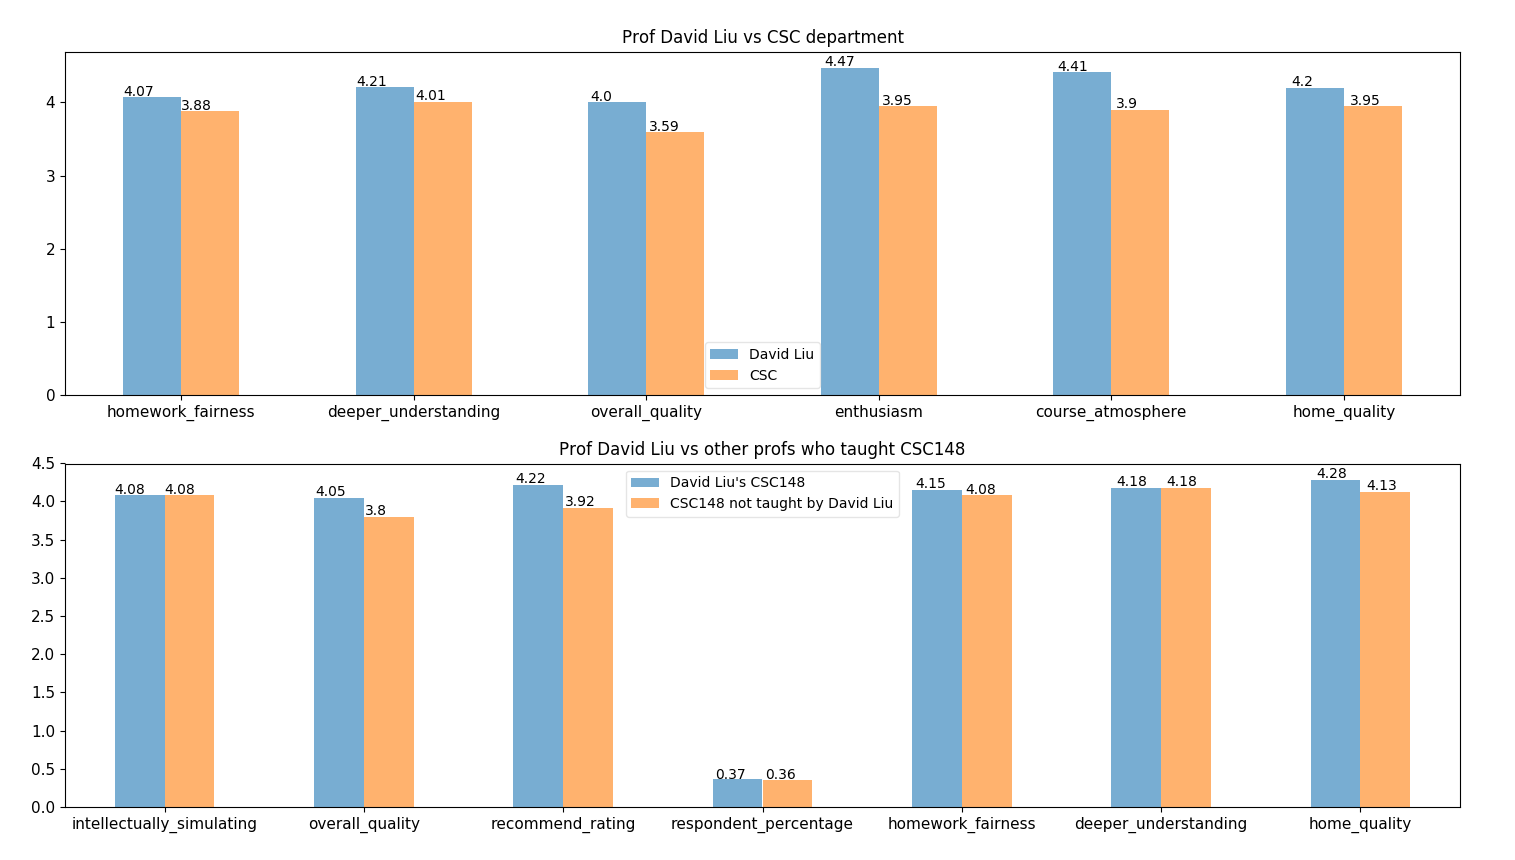 Prof David Liu vs CSC department
4.07 3.88 4.21 4.01 4.0 3.59 4.47 3.95 4.41 3.9 4.2 3.95
4
3
2
1
0
David Liu
CSC
homework_fairness deeper_understanding overall_quality enthusiasm course_atmosphere home_quality
Prof David Liu vs other profs who taught CSC148
4.5
4.0
3.5
3.0
2.5
2.0
1.5
1.0
0.5
0.0
David Liu's CSC148
CSC148 not taught by David Liu
4.08 4.08 4.05 3.8 4.22 3.92 0.37 0.36 4.15 4.08 4.18 4.18 4.28 4.13
intellectually_simulating overall_quality recommend_rating respondent_percentage homework_fairness deeper_understanding home_quality